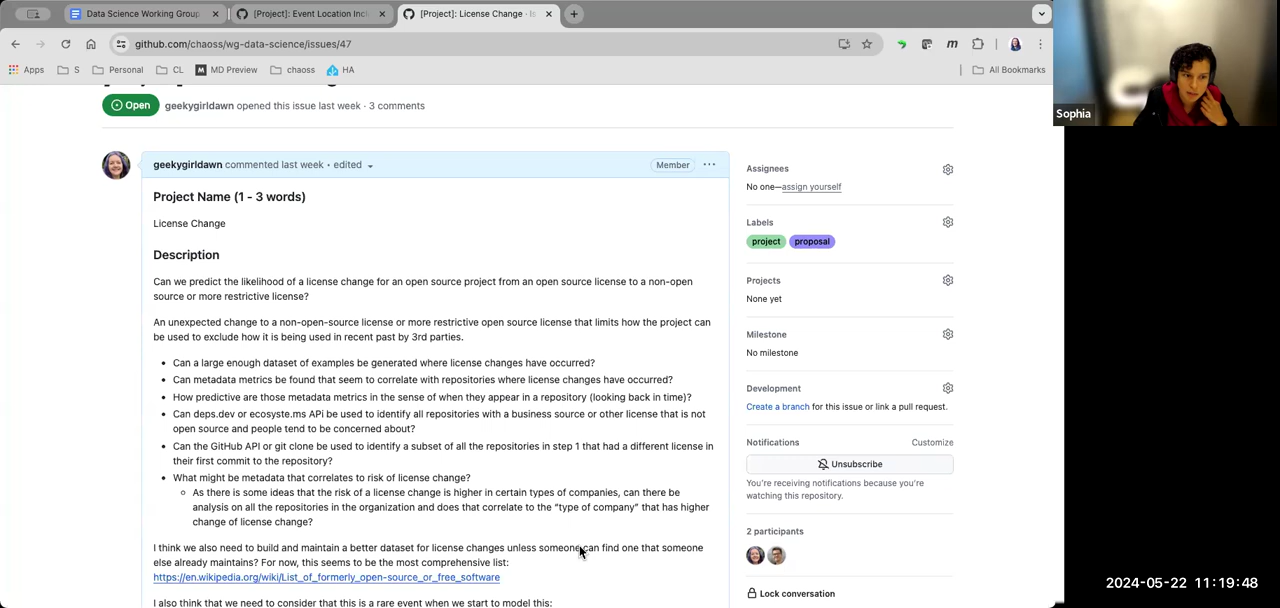 Data Science Working Group
[Project]: Event Location Incl
[Project]: License Change · Is
github.com/chaoss/wg-data-science/issues/47
Apps
S
Personal
CL
MD Preview
chaoss
HA
All Bookmarks
Sophia
Open
geekygirldawn opened this issue last week · 3 comments
geekygirldawn commented last week • edited
Member
Project Name (1 - 3 words)
License Change
Description
Can we predict the likelihood of a license change for an open source project from an open source license to a non-open
source or more restrictive license?
An unexpected change to a non-open-source license or more restrictive open source license that limits how the project can
be used to exclude how it is being used in recent past by 3rd parties.
• Can a large enough dataset of examples be generated where license changes have occurred?
• Can metadata metrics be found that seem to correlate with repositories where license changes have occurred?
• How predictive are those metadata metrics in the sense of when they appear in a repository (looking back in time)?
• Can deps.dev or ecosyste.ms APi be used to identify all repositories with a business source or other license that is not
open source and people tend to be concerned about?
• Can the GitHub API or git clone be used to identify a subset of all the repositories in step 1 that had a different license in
their first commit to the repository?
• What might be metadata that correlates to risk of license change?
◦ As there is some ideas that the risk of a license change is higher in certain types of companies, can there be
analysis on all the repositories in the organization and does that correlate to the "type of company" that has higher
change of license change?
I think we also need to build and maintain a better dataset for license changes unless someone can find one that someone
else already maintains? For now, this seems to be the most comprehensive list:
https://en.wikipedia.org/wiki/List_of_formerly_open-source_or_free_software
I also think that we need to consider that this is a rare event when we start to model this:
Assignees
No one—assign yourself
Labels
project
proposal
Projects
None yet
Milestone
No milestone
Development
Create a branch for this issue or link a pull request.
Notifications
Customize
Unsubscribe
You're receiving notifications because you're
watching this repository.
2 participants
Lock conversation
2024-05-22 11:19:48